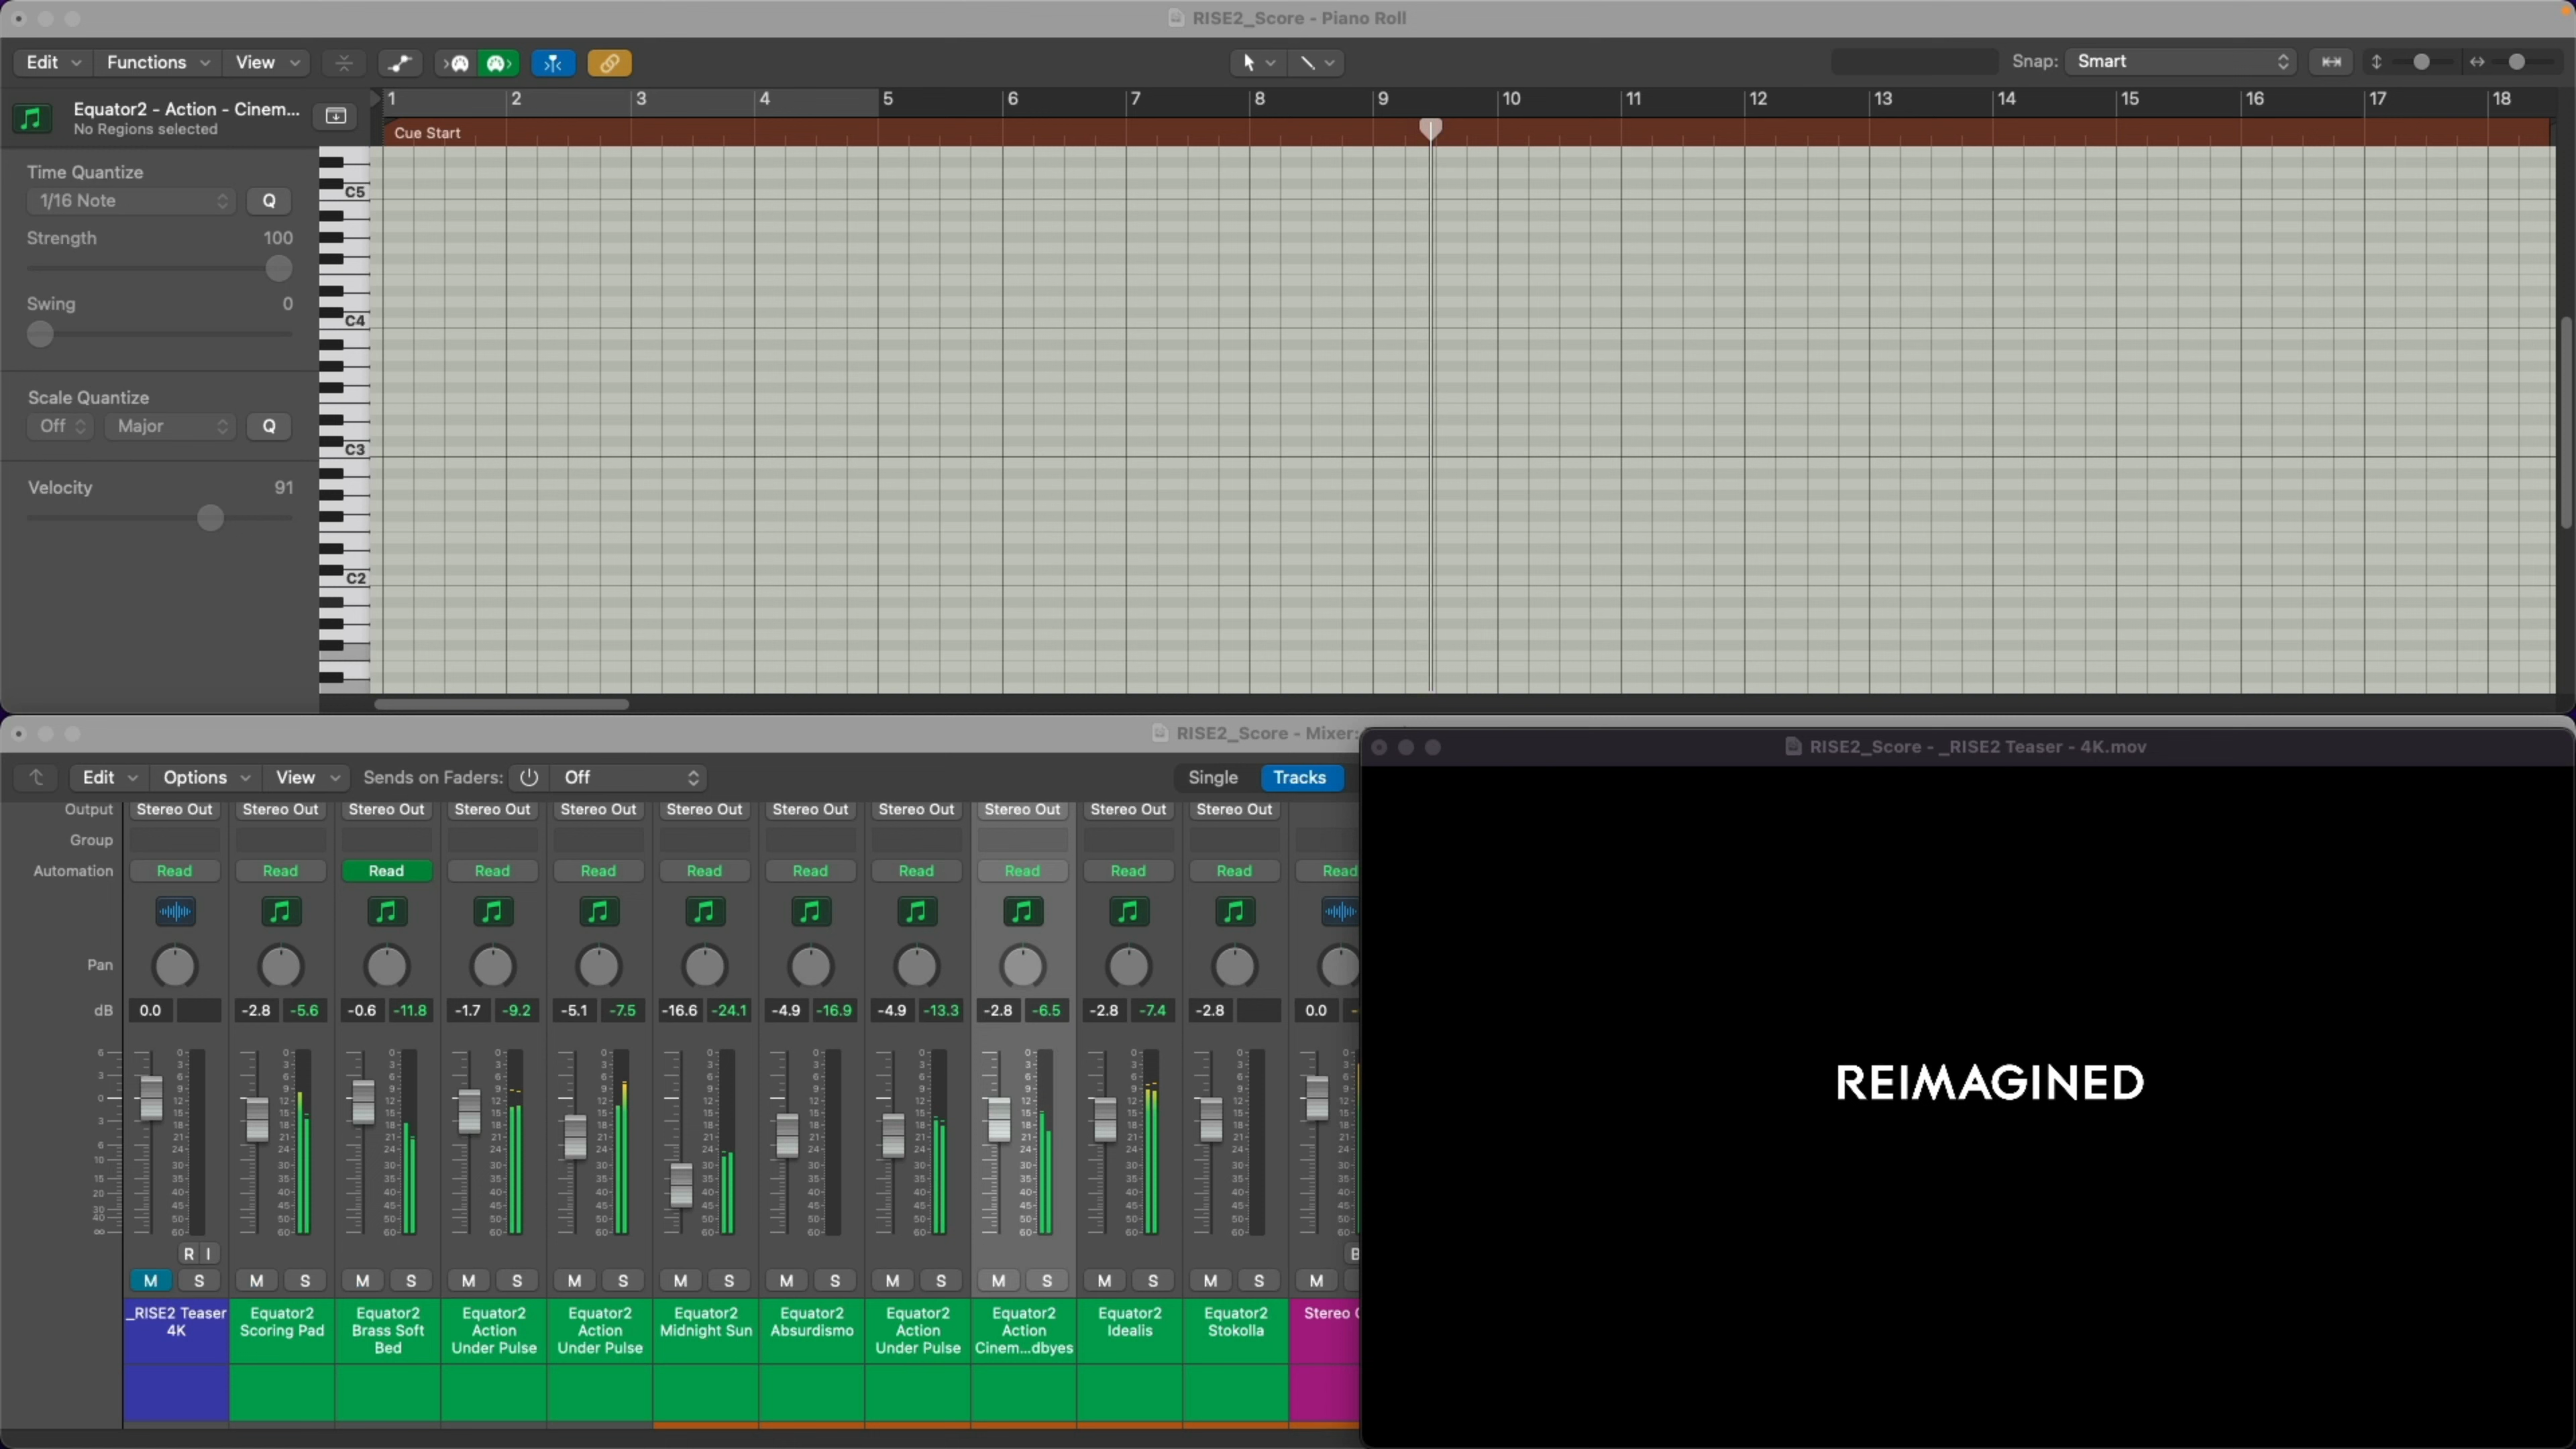 RISE2_Score - Piano Roll
Edit Functions View Snap: Smart
Equator2 - Action - Cinem...
No Regions selected
1 2 3 4 5 6 7 8 9 10 11 12 13 14 15 16 17 18
Cue Start
Time Quantize
1/16 Note Q
Strength 100
Swing 0
Scale Quantize
Off Major Q
Velocity 91
C5
C4
C3
C2
RISE2_Score - Mixer:
RISE2_Score - _RISE2 Teaser - 4K.mov
Edit Options View Sends on Faders: Off Single Tracks
Output Stereo Out Stereo Out Stereo Out Stereo Out Stereo Out Stereo Out Stereo Out Stereo Out Stereo Out Stereo Out Stereo Out
Group
Automation Read Read Read Read Read Read Read Read Read Read Read Read
Pan
dB 0.0 -2.8 -5.6 -0.6 -11.8 -1.7 -9.2 -5.1 -7.5 -16.6 -24.1 -4.9 -16.9 -4.9 -13.3 -2.8 -6.5 -2.8 -7.4 -2.8 0.0
R I
M S M S M S M S M S M S M S M S M S M S M S M
_RISE2 Teaser
4K
Equator2
Scoring Pad
Equator2
Brass Soft
Bed
Equator2
Action
Under Pulse
Equator2
Action
Under Pulse
Equator2
Midnight Sun
Equator2
Absurdismo
Equator2
Action
Under Pulse
Equator2
Action
Cinem...dbyes
Equator2
Idealis
Equator2
Stokolla
Stereo
REIMAGINED